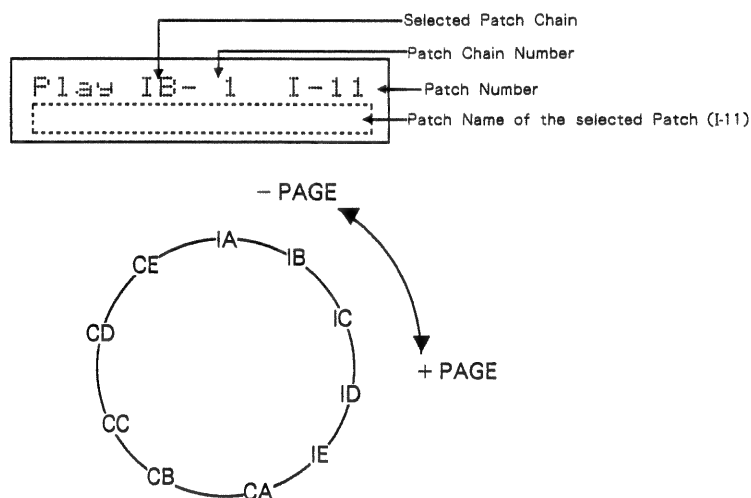 Selected Patch Chain
Patch Chain Number
Play IB- 1 I-11
Patch Number
Patch Name of the selected Patch (I-11)
– PAGE
IA
IB
IC
ID
IE
CA
CB
CC
CD
CE
+ PAGE